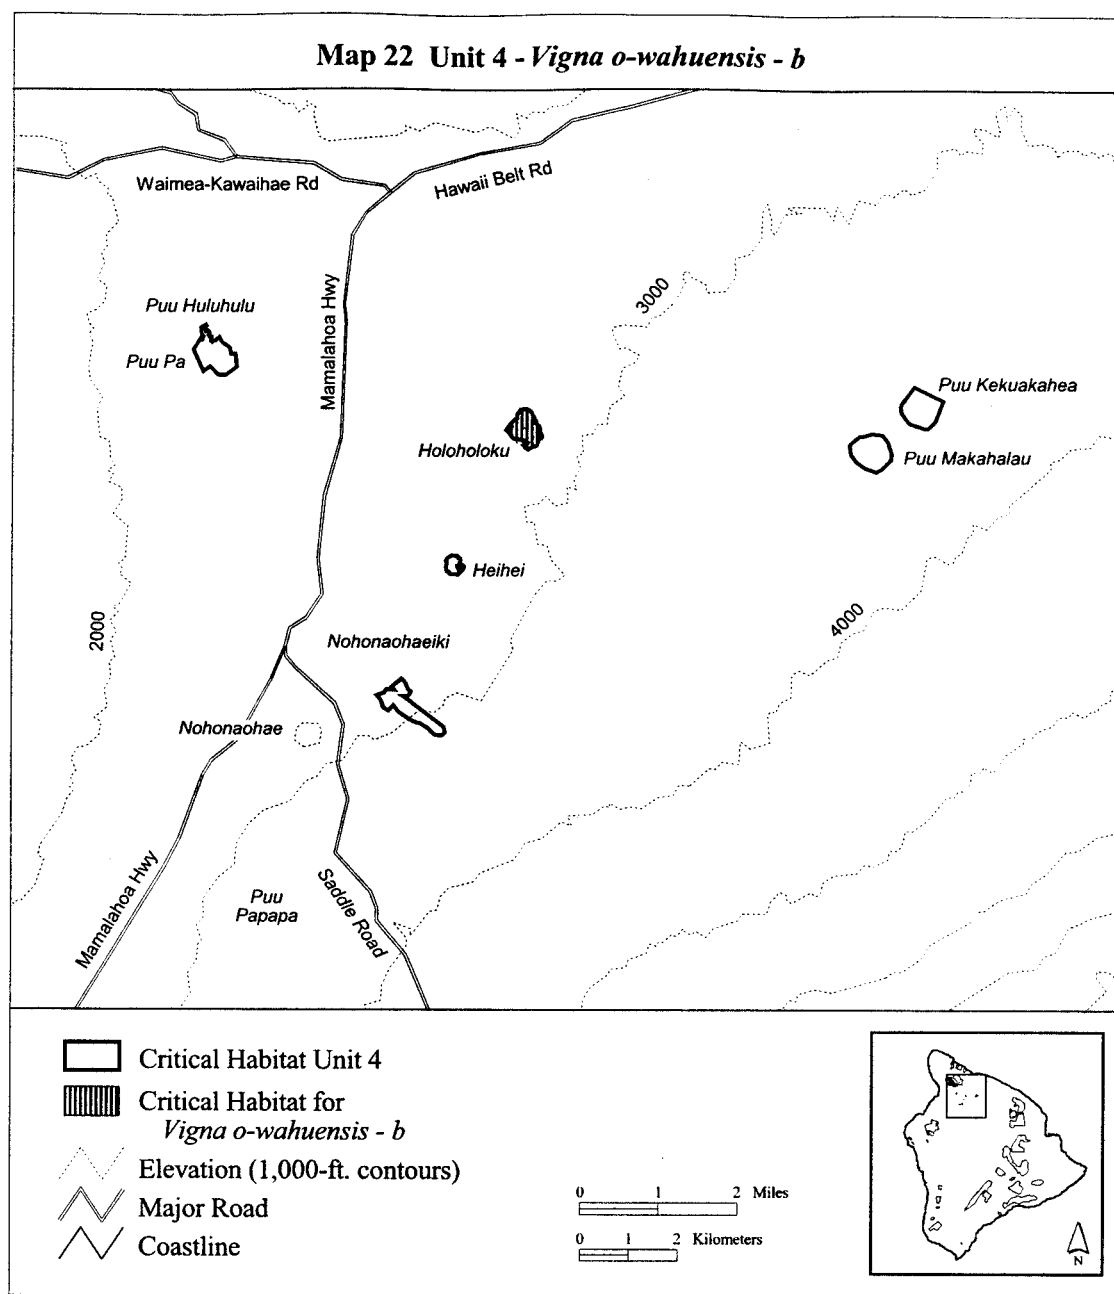 Map 22 Unit 4 - Vigna o-wahuensis - b
Waimea-Kawaihae Rd
Hawaii Belt Rd
Mamalahoa Hwy
3000
Puu Huluhulu
Puu Pa
Puu Kekuakahea
Holoholoku
Puu Makahalau
Heihei
2000
4000
Nohonaohaeiki
Nohonaohae
Mamalahoa Hwy
Puu
Papapa
Saddle Road
Critical Habitat Unit 4
Critical Habitat for
Vigna o-wahuensis - b
Elevation (1,000-ft. contours)
Major Road
Coastline
0 1 2 Miles
0 1 2 Kilometers
N